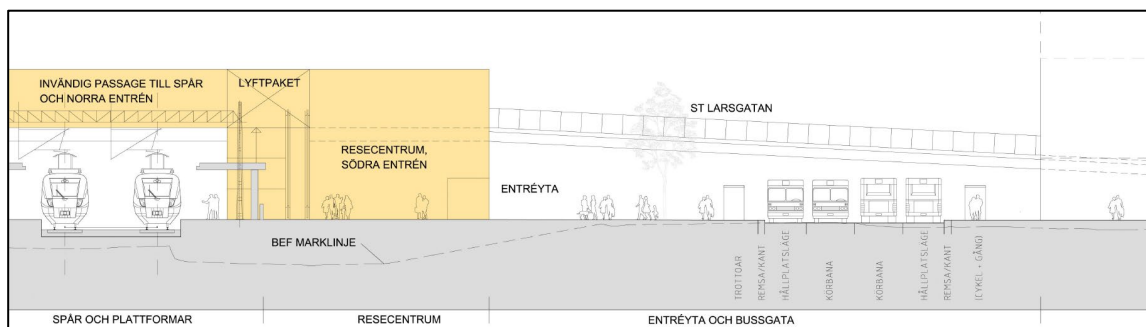 INVÄNDIG PASSAGE TILL SPÅR
OCH NORRA ENTRÉN
LYFTPAKET
ST LARSGATAN
RESECENTRUM,
SÖDRA ENTRÉN
ENTRÉYTA
BEF MARKLINJE
TROTTOAR
REMSA/KANT
HÅLLPLATSLÄGE
KÖRBANA
KÖRBANA
HÅLLPLATSLÄGE
REMSA/KANT
(CYKEL + GÅNG)
SPÅR OCH PLATTFORMAR
RESECENTRUM
ENTRÉYTA OCH BUSSGATA